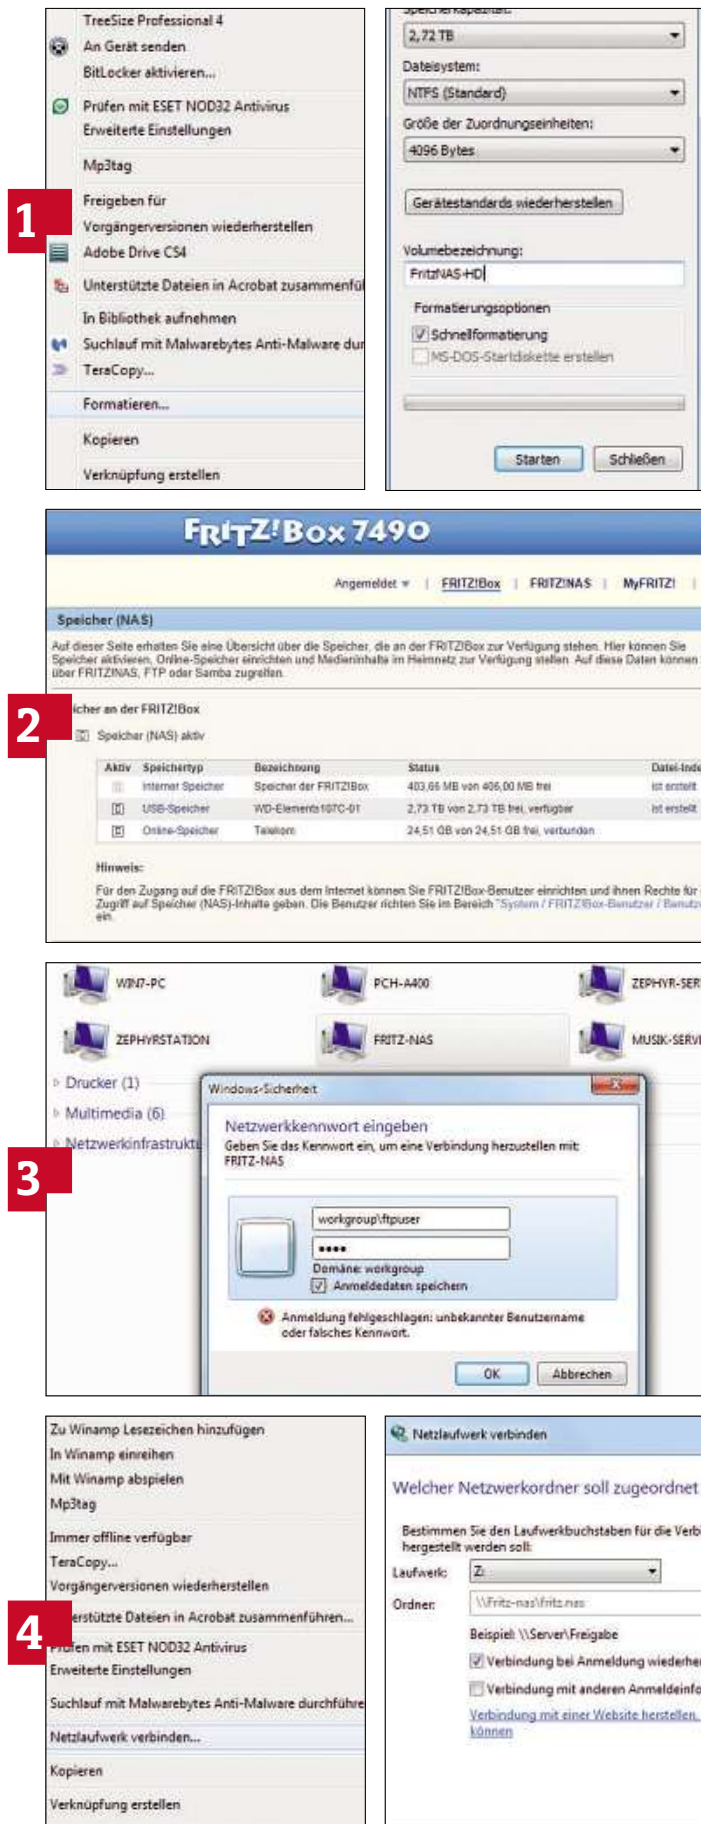 TreeSize Professional 4
An Gerät senden
BitLocker aktivieren...
Prüfen mit ESET NOD32 Antivirus
Erweiterte Einstellungen
Mp3tag
1
Freigeben für
Vorgängerversionen wiederherstellen
Adobe Drive CS4
Unterstützte Dateien in Acrobat zusammenfü
In Bibliothek aufnehmen
Suchlauf mit Malwarebytes Anti-Malware dur
TeraCopy...
Formatieren...
Kopieren
Verknüpfung erstellen
Speicherkapazität:
2,72 TB
Dateisystem:
NTFS (Standard)
Größe der Zuordnungseinheiten:
4096 Bytes
Gerätestandards wiederherstellen
Volumebezeichnung:
FritzNAS-HD
Formatierungsoptionen
Schnellformatierung
MS-DOS-Startdiskette erstellen
Starten Schließen
FRITZ!Box 7490
Angemeldet | FRITZ!Box | FRITZ!NAS | MyFRITZ! |
Speicher (NAS)
Auf dieser Seite erhalten Sie eine Übersicht über die Speicher, die an der FRITZ!Box zur Verfügung stehen. Hier können Sie
Speicher aktivieren, Online-Speicher einrichten und Medieninhalte im Heimnetz zur Verfügung stellen. Auf diese Daten können
über FRITZ!NAS, FTP oder Samba zugreifen.
2
icher an der FRITZ!Box
Speicher (NAS) aktiv
Aktiv Speichertyp Bezeichnung Status Datei-Inde
Interner Speicher Speicher der FRITZ!Box 403,66 MB von 406,00 MB frei ist erstellt
USB-Speicher WD-Elements107C-01 2,73 TB von 2,73 TB frei, verfügbar ist erstellt
Online-Speicher Telekom 24,51 GB von 24,51 GB frei, verbunden
Hinweis:
Für den Zugang auf die FRITZ!Box aus dem Internet können Sie FRITZ!Box-Benutzer einrichten und ihnen Rechte für
Zugriff auf Speicher (NAS)-Inhalte geben. Die Benutzer richten Sie im Bereich "System / FRITZ!Box-Benutzer / Benutz
ein.
WIN7-PC PCH-A400 ZEPHYR-SER
ZEPHYRSTATION FRITZ-NAS MUSIK-SERV
Drucker (1)
Multimedia (6)
Netzwerkinfrastrukt
3
Windows-Sicherheit
Netzwerkkennwort eingeben
Geben Sie das Kennwort ein, um eine Verbindung herzustellen mit:
FRITZ-NAS
workgroup\ftpuser
••••
Domäne: workgroup
Anmeldedaten speichern
Anmeldung fehlgeschlagen: unbekannter Benutzername
oder falsches Kennwort.
OK Abbrechen
Zu Winamp Lesezeichen hinzufügen
In Winamp einreihen
Mit Winamp abspielen
Mp3tag
Immer offline verfügbar
TeraCopy...
Vorgängerversionen wiederherstellen
4
erstützte Dateien in Acrobat zusammenführen...
Prüfen mit ESET NOD32 Antivirus
Erweiterte Einstellungen
Suchlauf mit Malwarebytes Anti-Malware durchführe
Netzlaufwerk verbinden...
Kopieren
Verknüpfung erstellen
Netzlaufwerk verbinden
Welcher Netzwerkordner soll zugeordnet
Bestimmen Sie den Laufwerkbuchstaben für die Verbi
hergestellt werden soll:
Laufwerk: Z:
Ordner: \\Fritz-nas\fritz.nas
Beispiel: \\Server\Freigabe
Verbindung bei Anmeldung wiederhe
Verbindung mit anderen Anmeldeinfo
Verbindung mit einer Website herstellen,
können